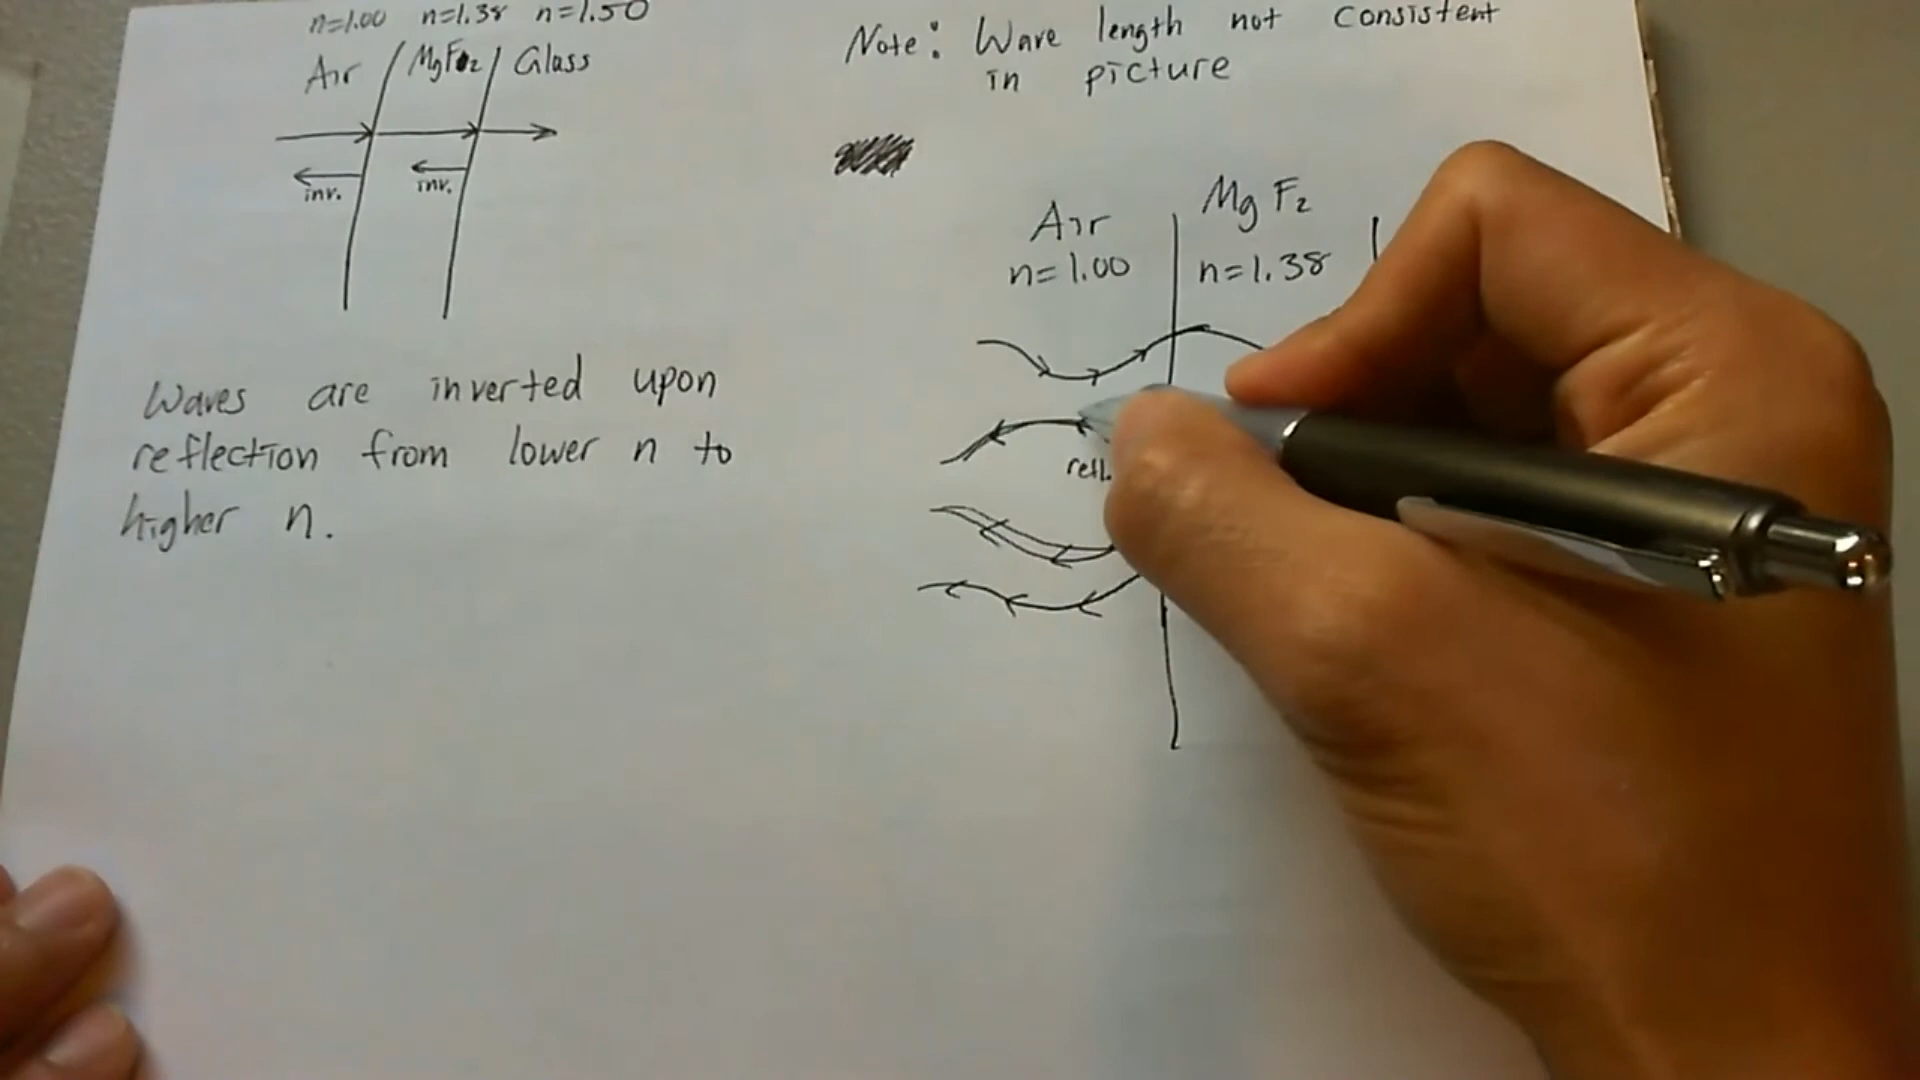 n=1.00 n=1.38 n=1.50
Air MgF2 Glass
inv. inv.
Waves are inverted upon
reflection from lower n to
higher n.
Note: Wave length not consistent
in picture
Air MgF2
n=1.00 n=1.38
refl.